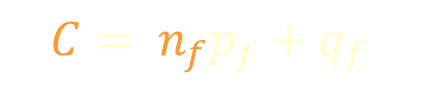 C = n_f p_f + q_f